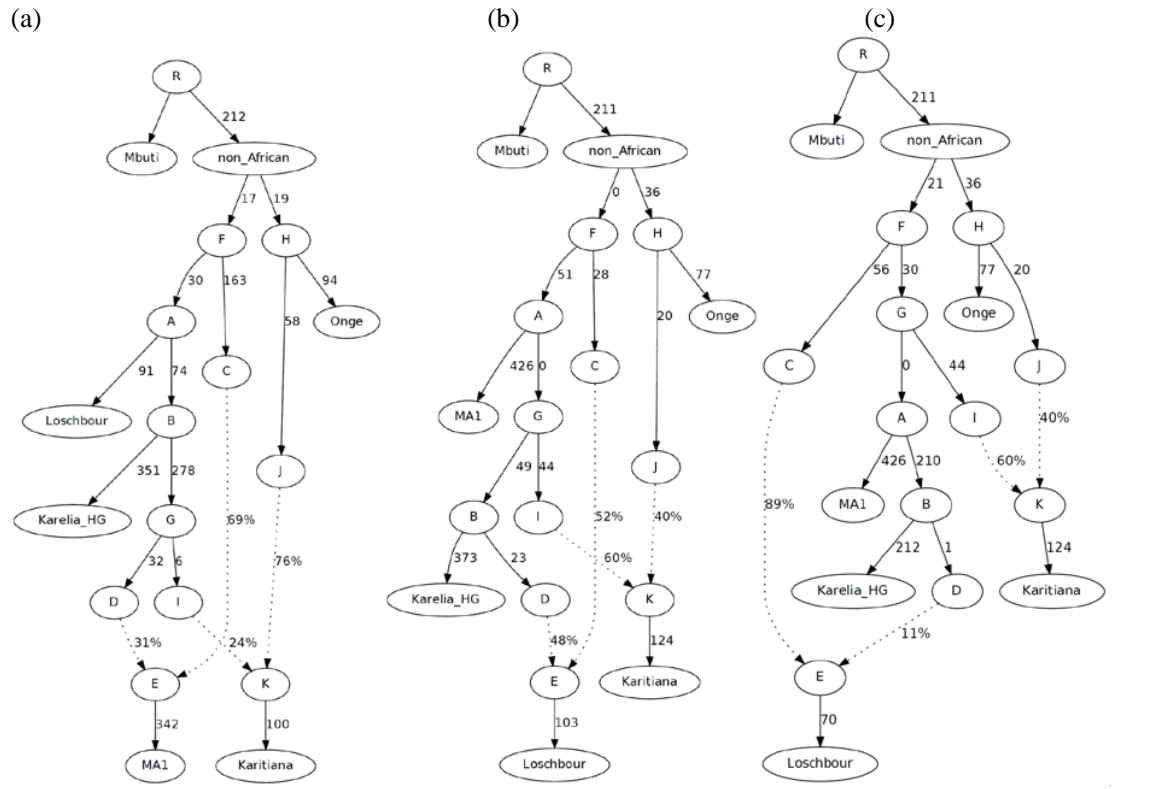 (a) (b) (c)
R
212
Mbuti non_African
17 19
F H
30 163 94
A 58 Onge
91 74 C
Loschbour B J
351 278
Karelia_HG G 69%
32 6 76%
D I
31% 24%
E K
342 100
MA1 Karitiana
R
211
Mbuti non_African
0 36
F H
51 28 77
A 20 Onge
426 0 C
MA1 G
49 44 J
B I 52% 40%
373 23 60%
Karelia_HG D K
48% 124
E Karitiana
103
Loschbour
R
211
Mbuti non_African
21 36
F H
56 30 77 20
G Onge
C 0 44 J
A I 40%
426 210 60%
89% MA1 B K
212 1 124
Karelia_HG D Karitiana
11%
E
70
Loschbour